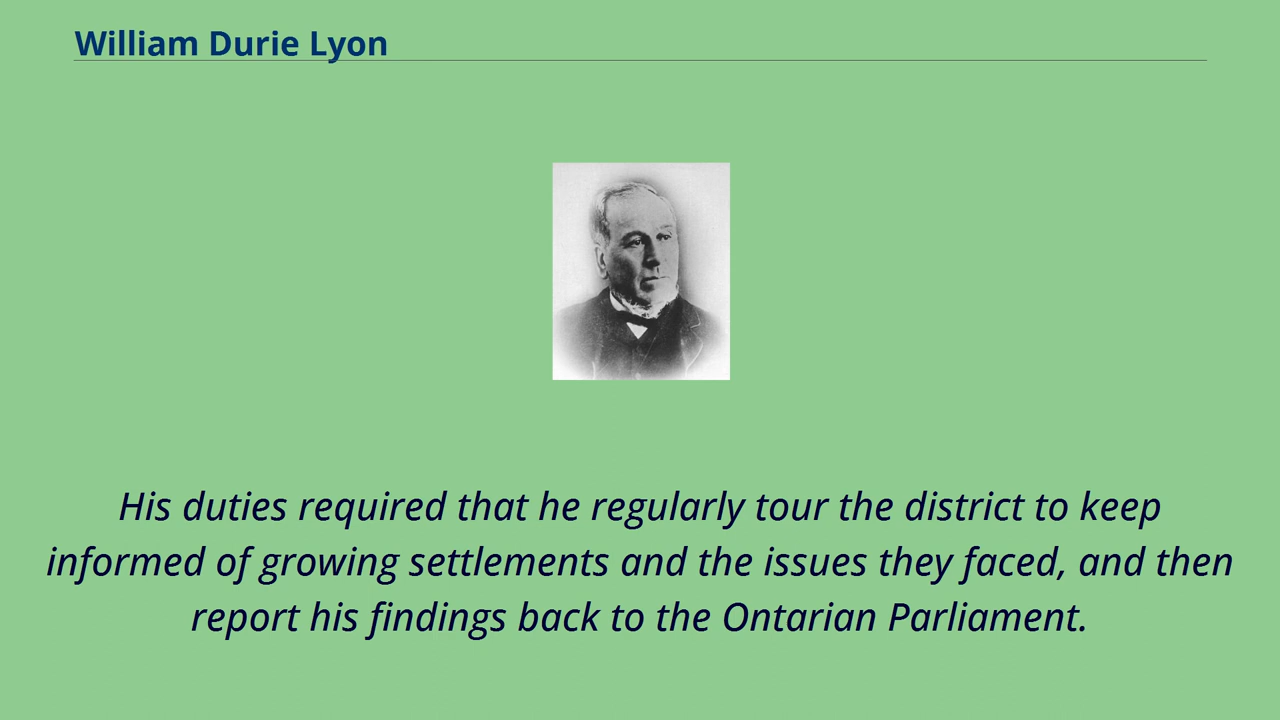 William Durie Lyon
His duties required that he regularly tour the district to keep
informed of growing settlements and the issues they faced, and then
report his findings back to the Ontarian Parliament.